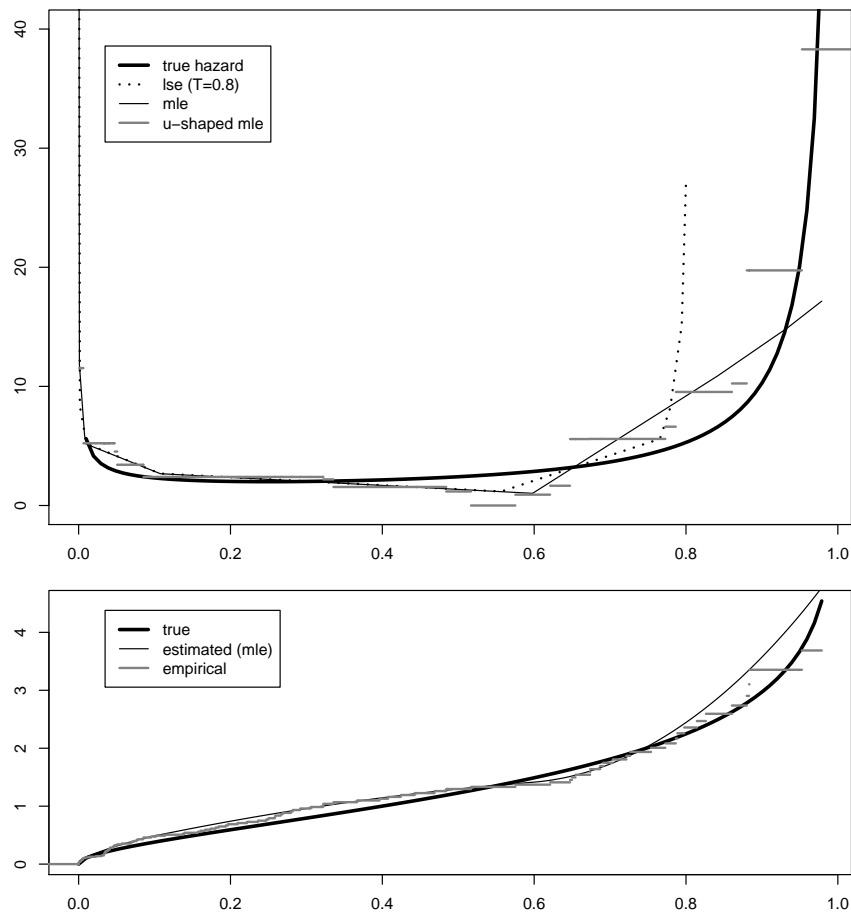 40
30
20
10
0
true hazard
lse (T=0.8)
mle
u-shaped mle
0.0 0.2 0.4 0.6 0.8 1.0
4
3
2
1
0
true
estimated (mle)
empirical
0.0 0.2 0.4 0.6 0.8 1.0